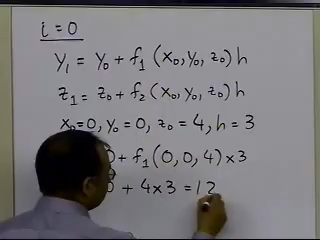 i = 0
y₁ = y₀ + f₁ (x₀, y₀, z₀) h
z₁ = z₀ + f₂ (x₀, y₀, z₀) h
x₀=0, y₀ = 0, z₀ = 4, h = 3
0 + f₁ (0, 0, 4) × 3
0 + 4×3 = 12